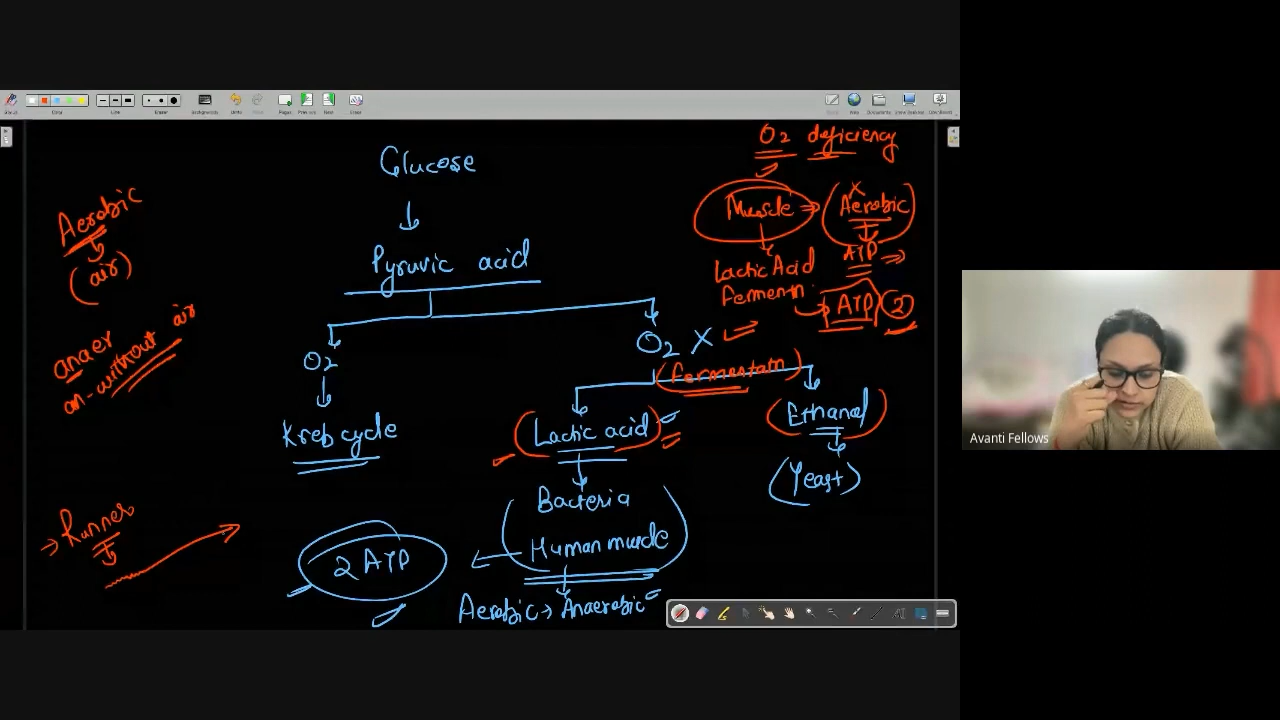 Glucose
Pyruvic acid
O2
Kreb cycle
O2 X
(fermentam)
(Lactic acid)
(Bacteria
Human muscle)
2 ATP
Aerobic → Anaerobic
(Ethanol)
(Yeast)
O2 deficiency
Muscle ⇒ (Aerobic)
X
ATP ⇒
Lactic Acid
Fermentn.
ATP 2
Aerobic
(air)
anaer
an-without air
→ Runner
Avanti Fellows